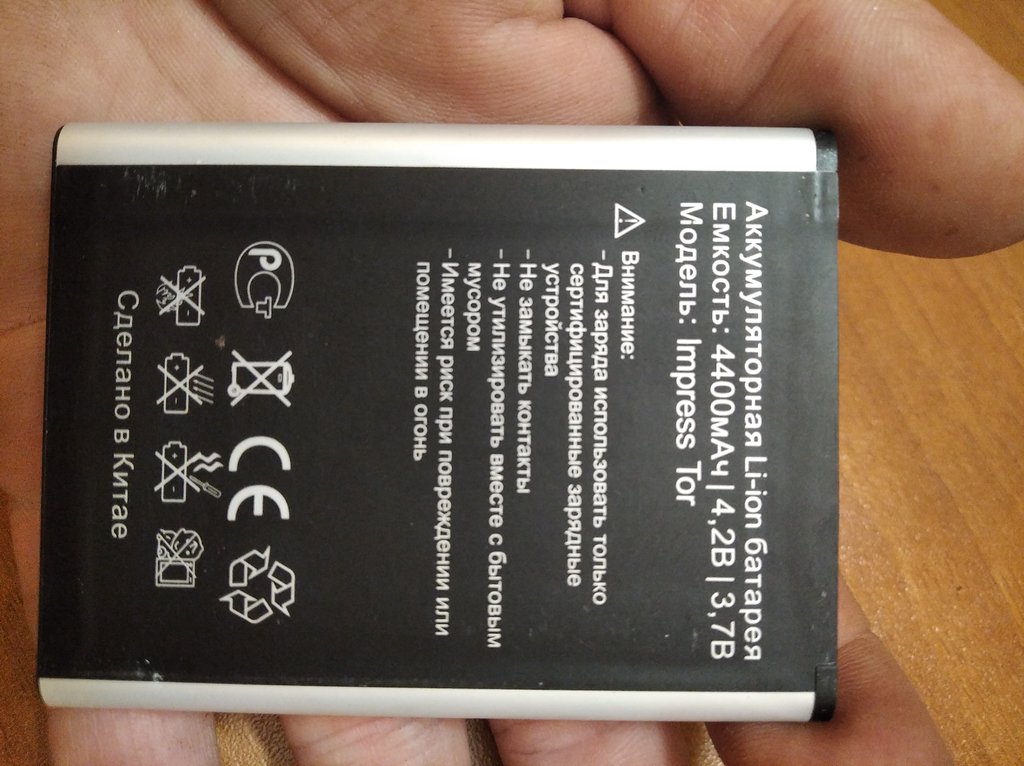 Аккумуляторная Li-ion батарея
Емкость: 4400мАч | 4,2В | 3,7В
Модель: Impress Tor
Внимание:
- Для заряда использовать только
сертифицированные зарядные
устройства
- Не замыкать контакты
- Не утилизировать вместе с бытовым
мусором
- Имеется риск при повреждении или
помещении в огонь
РСт
CE
Сделано в Китае